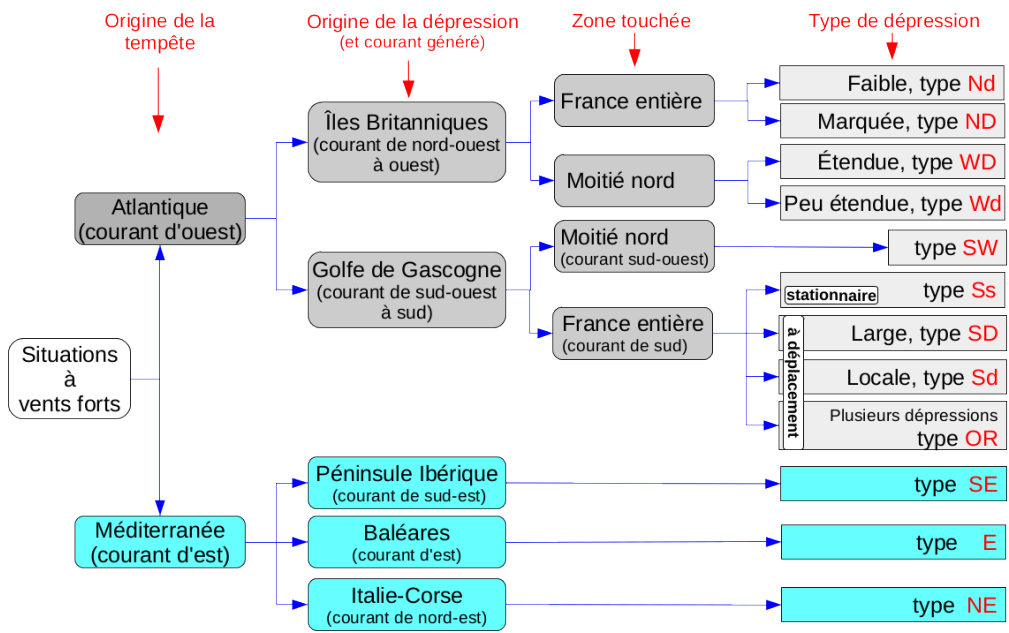 Origine de la
tempête
Origine de la dépression
(et courant généré)
Zone touchée
Type de dépression
Situations
à
vents forts
Atlantique
(courant d'ouest)
Îles Britanniques
(courant de nord-ouest
à ouest)
France entière
Faible, type Nd
Marquée, type ND
Moitié nord
Étendue, type WD
Peu étendue, type Wd
Golfe de Gascogne
(courant de sud-ouest
à sud)
Moitié nord
(courant sud-ouest)
type SW
France entière
(courant de sud)
stationnaire
type Ss
à déplacement
Large, type SD
Locale, type Sd
Plusieurs dépressions
type OR
Méditerranée
(courant d'est)
Péninsule Ibérique
(courant de sud-est)
type SE
Baléares
(courant d'est)
type E
Italie-Corse
(courant de nord-est)
type NE